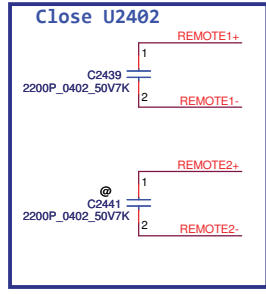 Close U2402
REMOTE1+
1
C2439
2200P_0402_50V7K
2
REMOTE1-
REMOTE2+
@
1
C2441
2200P_0402_50V7K
2
REMOTE2-